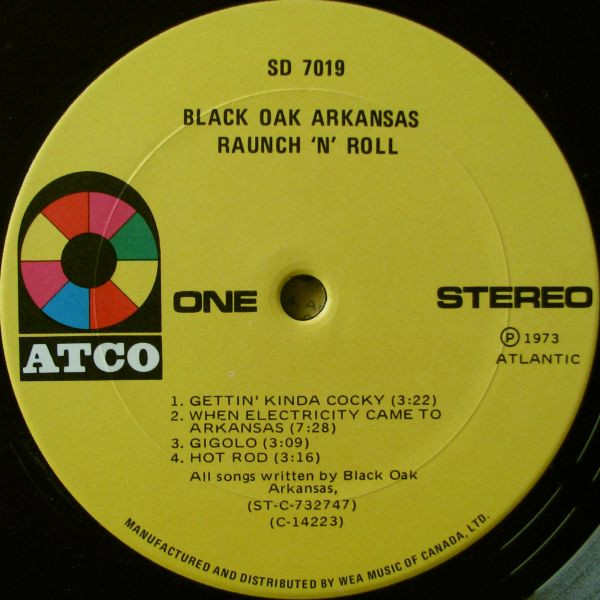 SD 7019
BLACK OAK ARKANSAS
RAUNCH 'N' ROLL
ATCO
ONE
STEREO
Ⓟ 1973
ATLANTIC
1. GETTIN' KINDA COCKY (3:22)
2. WHEN ELECTRICITY CAME TO
ARKANSAS (7:28)
3. GIGOLO (3:09)
4. HOT ROD (3:16)
All songs written by Black Oak
Arkansas,
(ST-C-732747)
(C-14223)
MANUFACTURED AND DISTRIBUTED BY WEA MUSIC OF CANADA, LTD.